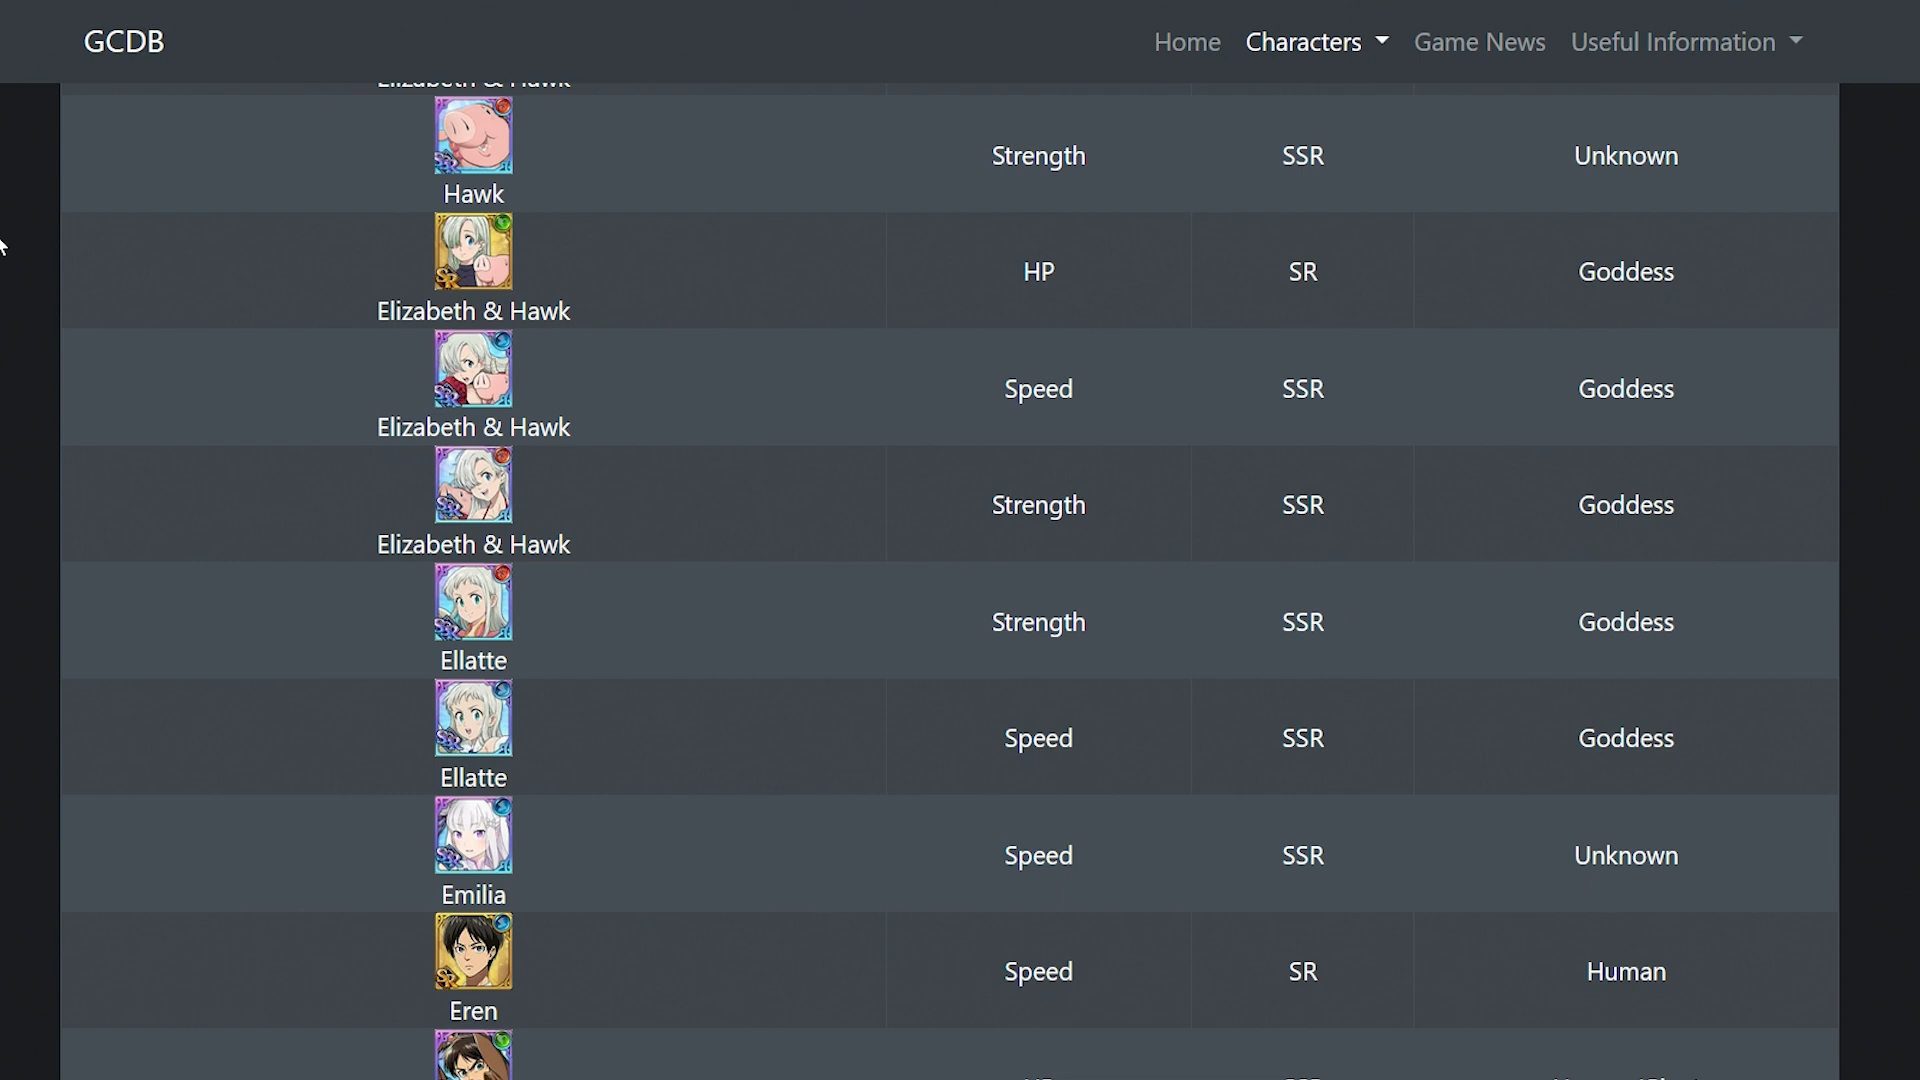 GCDB Home Characters Game News Useful Information
Elizabeth & Hawk
Strength SSR Unknown
Hawk
HP SR Goddess
Elizabeth & Hawk
Speed SSR Goddess
Elizabeth & Hawk
Strength SSR Goddess
Elizabeth & Hawk
Strength SSR Goddess
Ellatte
Speed SSR Goddess
Ellatte
Speed SSR Unknown
Emilia
Speed SR Human
Eren